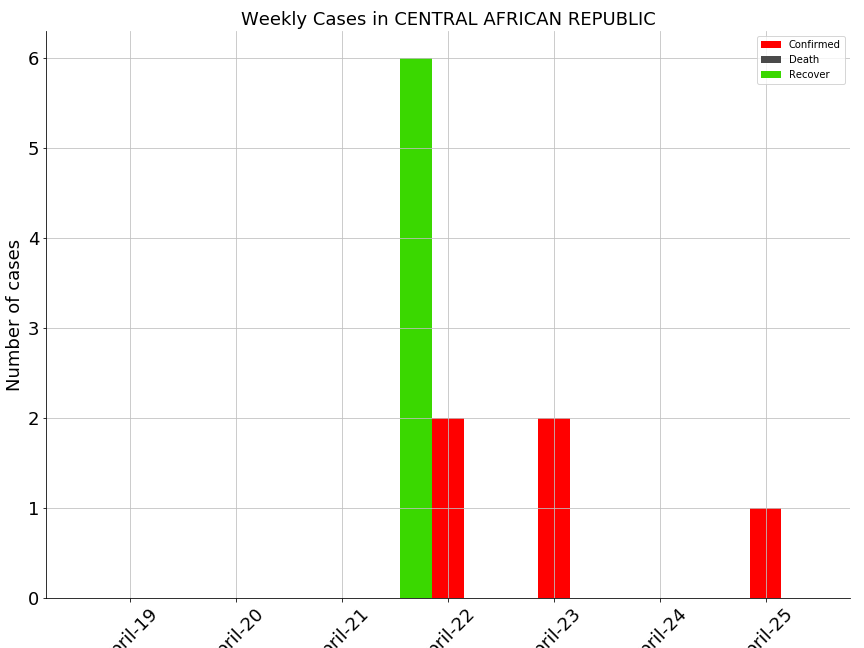 Weekly Cases in CENTRAL AFRICAN REPUBLIC
Confirmed
Death
Recover
Number of cases
6
5
4
3
2
1
0
pril-19
pril-20
pril-21
pril-22
pril-23
pril-24
pril-25